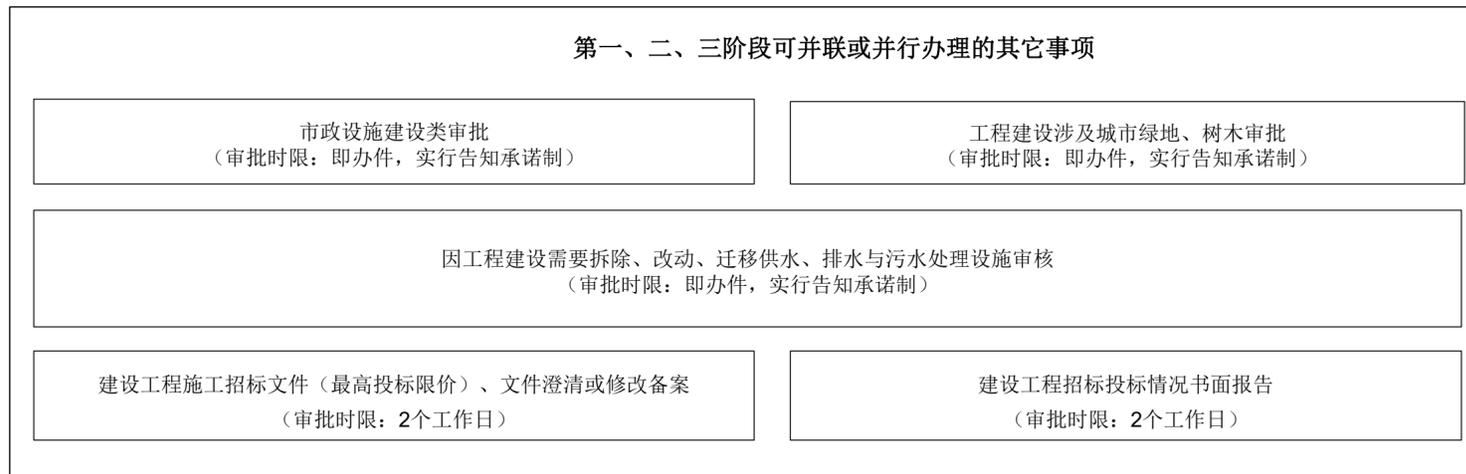 第一、二、三阶段可并联或并行办理的其它事项
市政设施建设类审批
（审批时限：即办件，实行告知承诺制）
工程建设涉及城市绿地、树木审批
（审批时限：即办件，实行告知承诺制）
因工程建设需要拆除、改动、迁移供水、排水与污水处理设施审核
（审批时限：即办件，实行告知承诺制）
建设工程施工招标文件（最高投标限价）、文件澄清或修改备案
（审批时限：2个工作日）
建设工程招标投标情况书面报告
（审批时限：2个工作日）